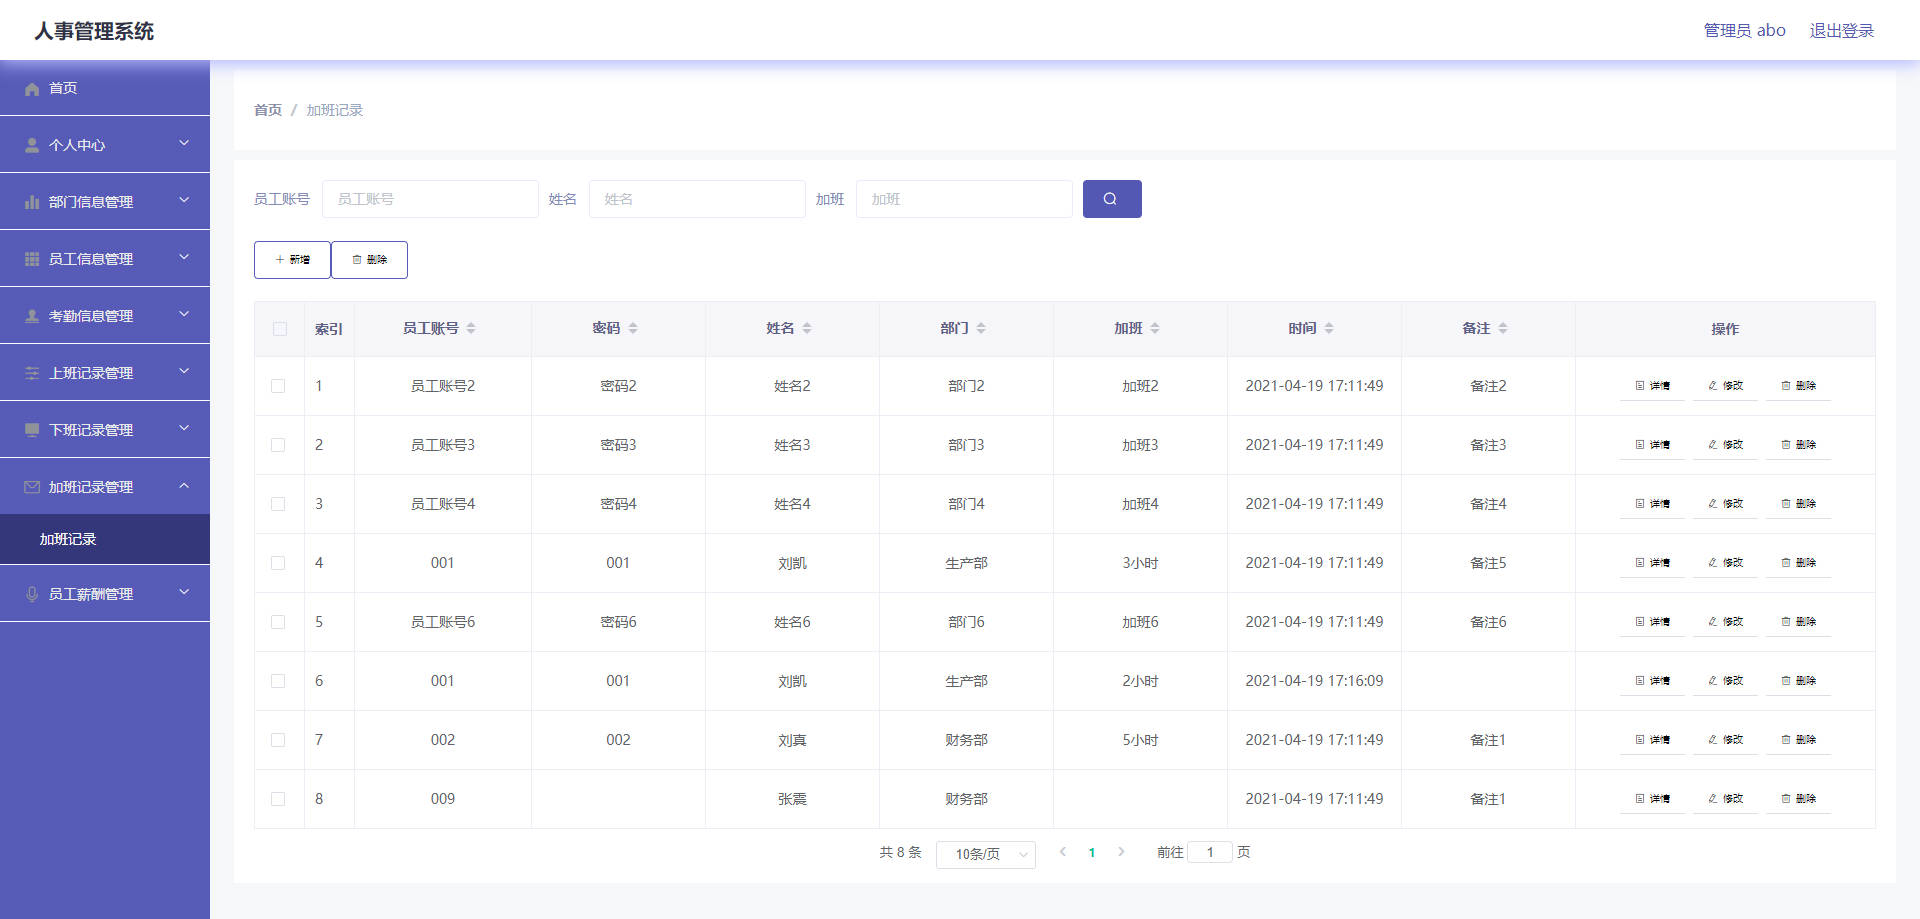 人事管理系统
管理员 abo 退出登录
首页
个人中心
部门信息管理
员工信息管理
考勤信息管理
上班记录管理
下班记录管理
加班记录管理
加班记录
员工薪酬管理
首页 / 加班记录
员工账号 员工账号 姓名 姓名 加班 加班
新增 删除
索引 员工账号 密码 姓名 部门 加班 时间 备注 操作
1 员工账号2 密码2 姓名2 部门2 加班2 2021-04-19 17:11:49 备注2 详情 修改 删除
2 员工账号3 密码3 姓名3 部门3 加班3 2021-04-19 17:11:49 备注3 详情 修改 删除
3 员工账号4 密码4 姓名4 部门4 加班4 2021-04-19 17:11:49 备注4 详情 修改 删除
4 001 001 刘凯 生产部 3小时 2021-04-19 17:11:49 备注5 详情 修改 删除
5 员工账号6 密码6 姓名6 部门6 加班6 2021-04-19 17:11:49 备注6 详情 修改 删除
6 001 001 刘凯 生产部 2小时 2021-04-19 17:16:09 详情 修改 删除
7 002 002 刘真 财务部 5小时 2021-04-19 17:11:49 备注1 详情 修改 删除
8 009 张震 财务部 2021-04-19 17:11:49 备注1 详情 修改 删除
共 8 条 10条/页 1 前往 1 页